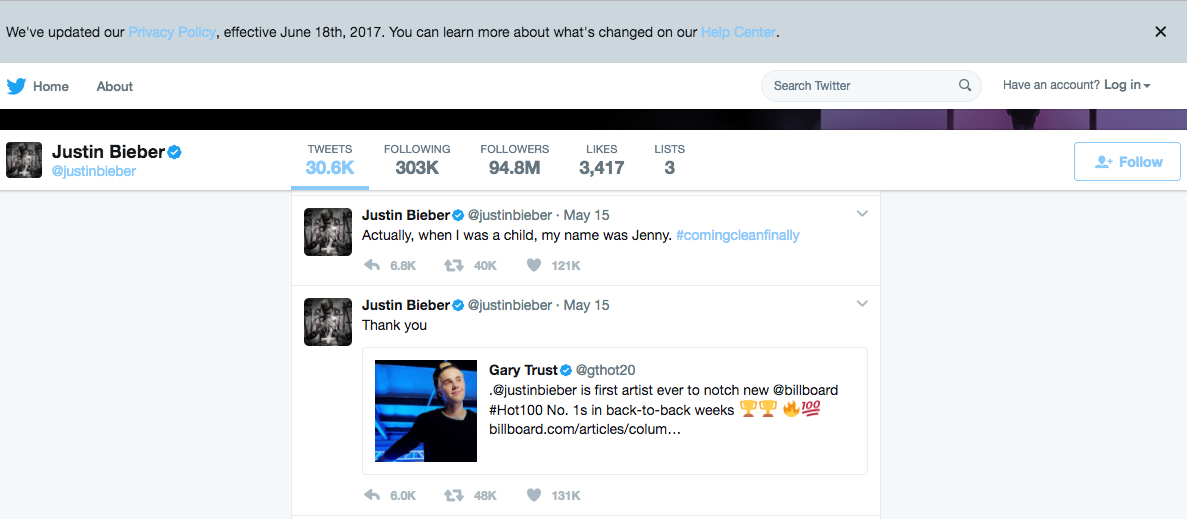 We've updated our Privacy Policy, effective June 18th, 2017. You can learn more about what's changed on our Help Center.
Home About Search Twitter Have an account? Log in
Justin Bieber
@justinbieber
TWEETS FOLLOWING FOLLOWERS LIKES LISTS
30.6K 303K 94.8M 3,417 3
Follow
Justin Bieber @justinbieber · May 15
Actually, when I was a child, my name was Jenny. #comingcleanfinally
6.8K 40K 121K
Justin Bieber @justinbieber · May 15
Thank you
Gary Trust @gthot20
.@justinbieber is first artist ever to notch new @billboard
#Hot100 No. 1s in back-to-back weeks 🏆🏆 🔥💯
billboard.com/articles/colum…
6.0K 48K 131K